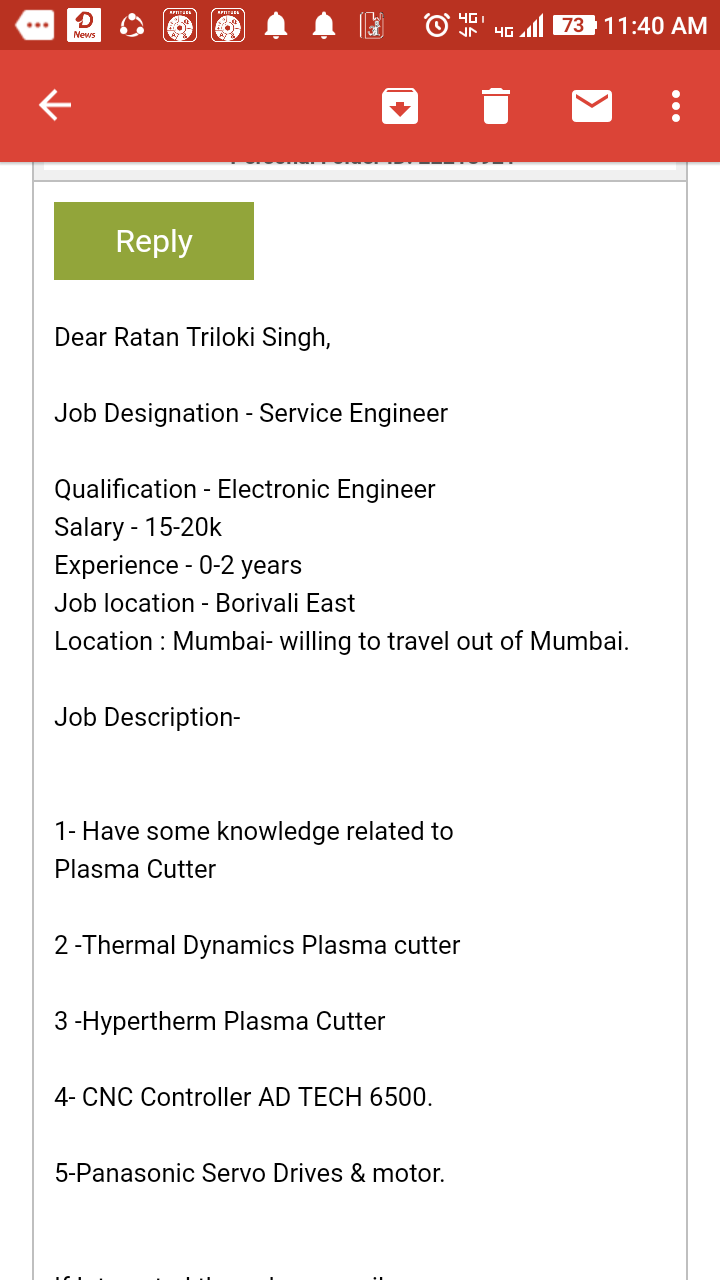 News
APTITUDE
APTITUDE
4G
4G
73
11:40 AM
Reply
Dear Ratan Triloki Singh,
Job Designation - Service Engineer
Qualification - Electronic Engineer
Salary - 15-20k
Experience - 0-2 years
Job location - Borivali East
Location : Mumbai- willing to travel out of Mumbai.
Job Description-
1- Have some knowledge related to
Plasma Cutter
2 -Thermal Dynamics Plasma cutter
3 -Hypertherm Plasma Cutter
4- CNC Controller AD TECH 6500.
5-Panasonic Servo Drives & motor.